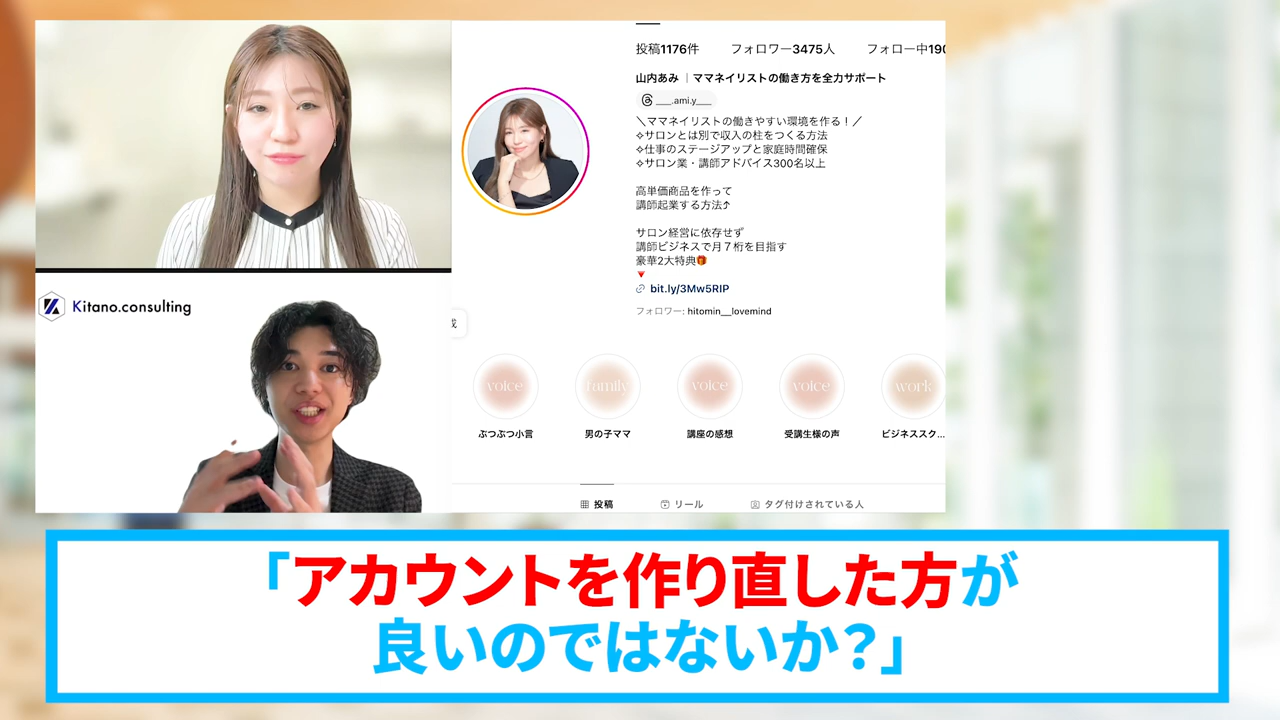 Kitano.consulting
投稿1176件 フォロワー3475人 フォロー中190
山内あみ｜ママネイリストの働き方を全力サポート
___.ami.y___
＼ママネイリストの働きやすい環境を作る！／
✧サロンとは別で収入の柱をつくる方法
✧仕事のステージアップと家庭時間確保
✧サロン業・講師アドバイス300名以上
高単価商品を作って
講師起業する方法⤴
サロン経営に依存せず
講師ビジネスで月７桁を目指す
豪華2大特典🎁
🔻
bit.ly/3Mw5RIP
フォロワー: hitomin__lovemind
voice family voice voice work
ぶつぶつ小言 男の子ママ 講座の感想 受講生様の声 ビジネススク...
投稿 リール タグ付けされている人
「アカウントを作り直した方が
良いのではないか？」